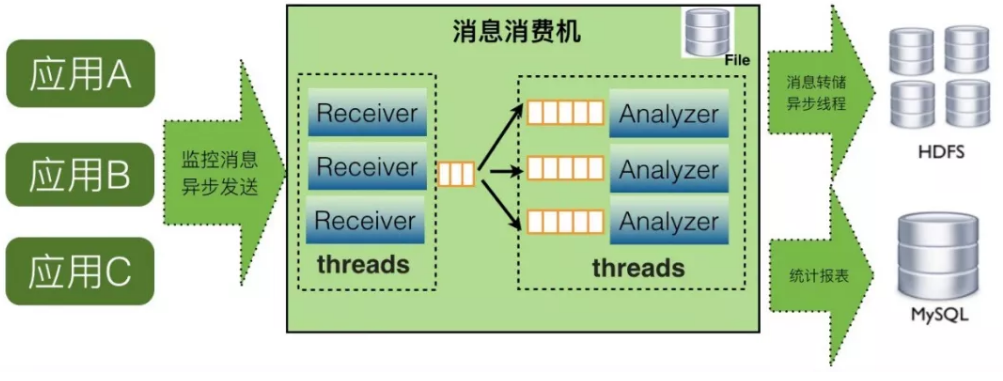 应用A
应用B
应用C
监控消息
异步发送
消息消费机
File
Receiver
Receiver
Receiver
threads
Analyzer
Analyzer
Analyzer
threads
消息转储
异步线程
HDFS
统计报表
MySQL